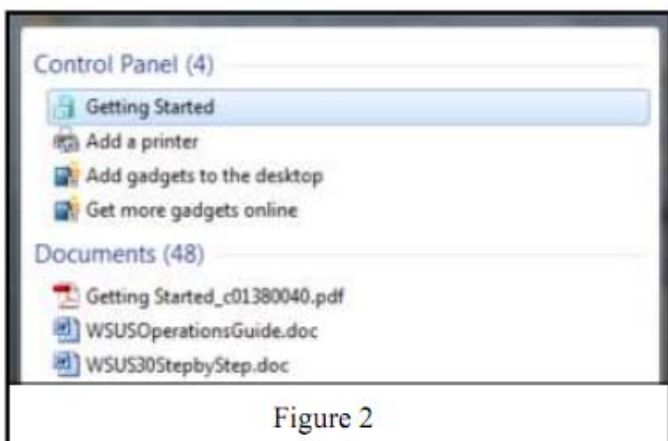 Control Panel (4)
Getting Started
Add a printer
Add gadgets to the desktop
Get more gadgets online
Documents (48)
Getting Started_c01380040.pdf
WSUSOperationsGuide.doc
WSUS30StepbyStep.doc
Figure 2